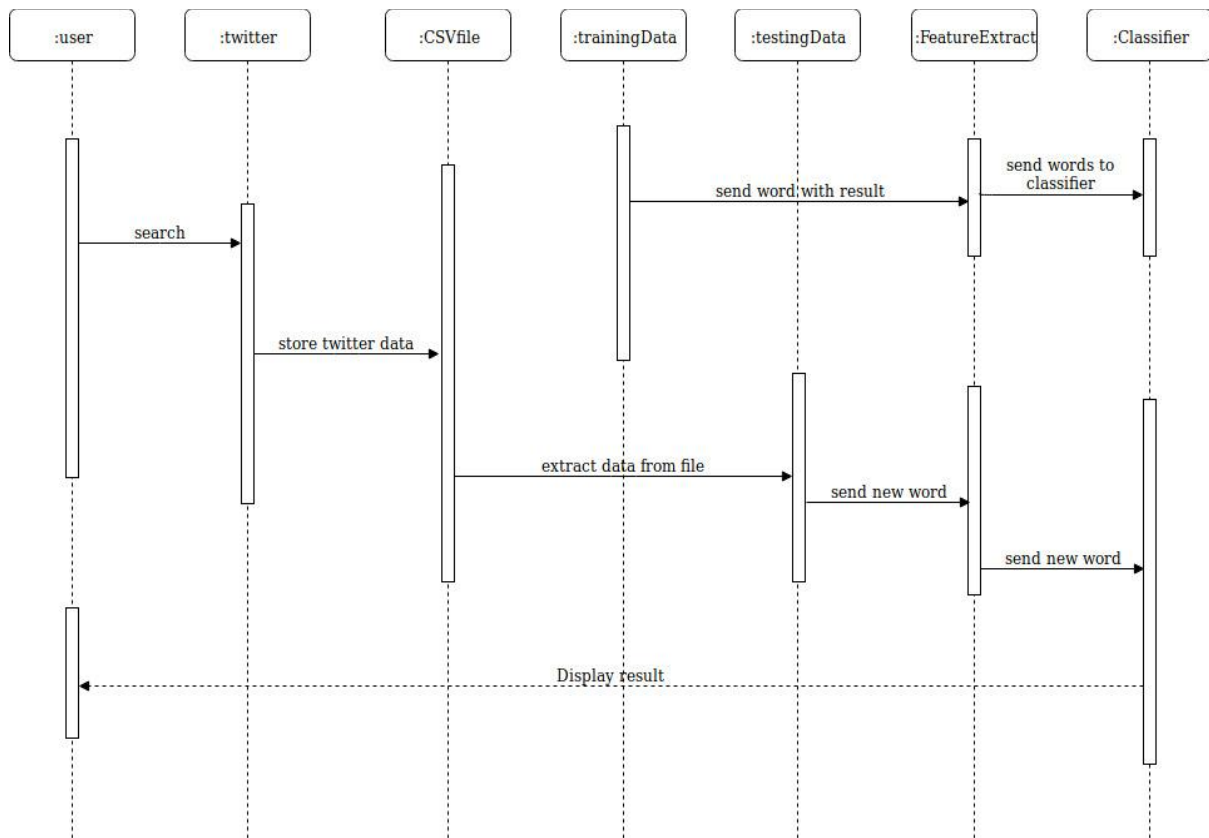 :user
:twitter
:CSVfile
:trainingData
:testingData
:FeatureExtract
:Classifier
send words to
classifier
send word with result
search
store twitter data
extract data from file
send new word
send new word
Display result